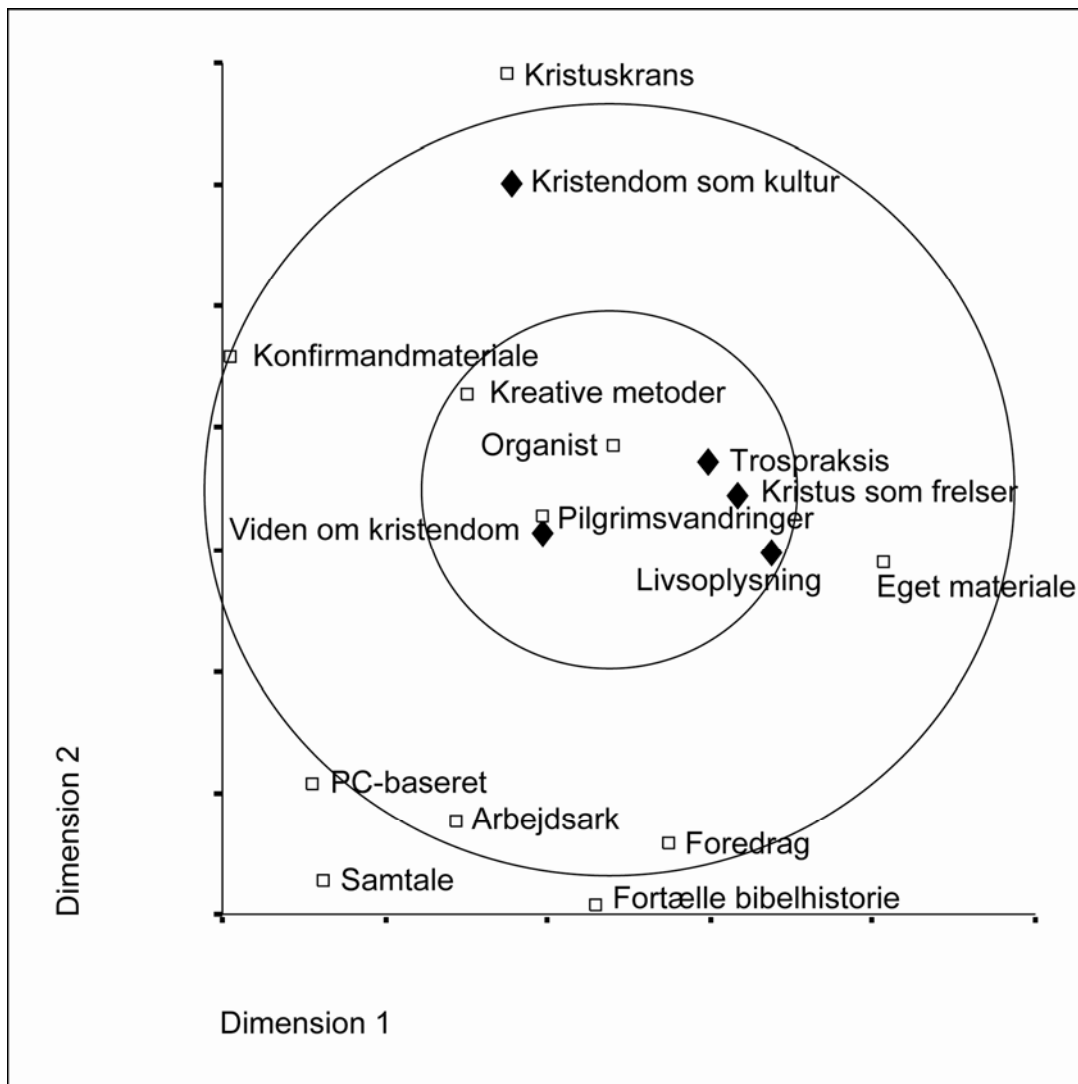 Kristuskrans
Kristendom som kultur
Konfirmandmateriale
Kreative metoder
Organist
Trospraksis
Kristus som frelser
Pilgrimsvandringer
Viden om kristendom
Livsoplysning
Eget materiale
PC-baseret
Arbejdsark
Foredrag
Samtale
Fortælle bibelhistorie
Dimension 2
Dimension 1